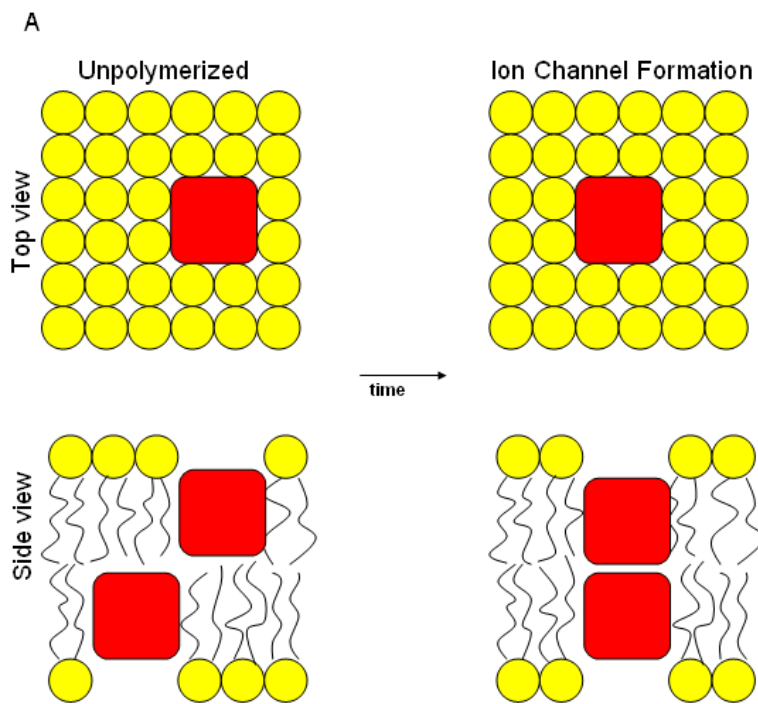 A
Unpolymerized
Ion Channel Formation
Top view
time
Side view